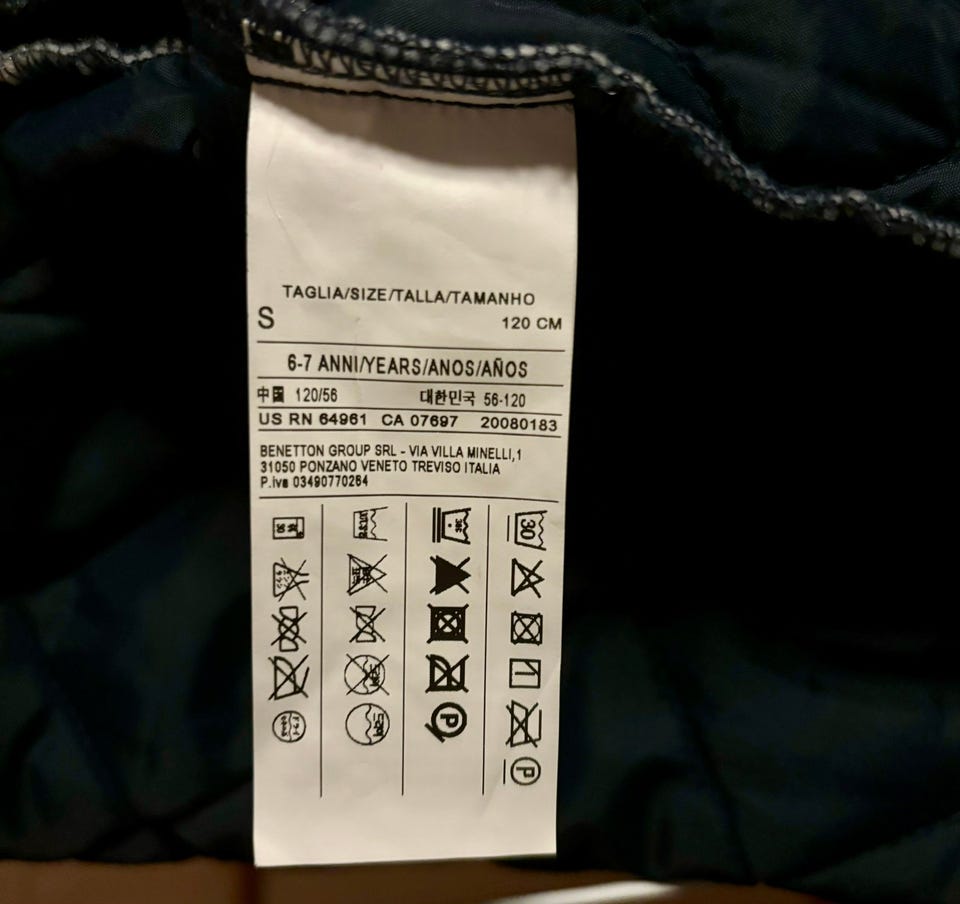 TAGLIA/SIZE/TALLA/TAMANHO
S 120 CM
6-7 ANNI/YEARS/ANOS/AÑOS
中国 120/56 대한민국 56-120
US RN 64961 CA 07697 20080183
BENETTON GROUP SRL - VIA VILLA MINELLI,1
31050 PONZANO VENETO TREVISO ITALIA
P.iva 03490770264
30
P
P